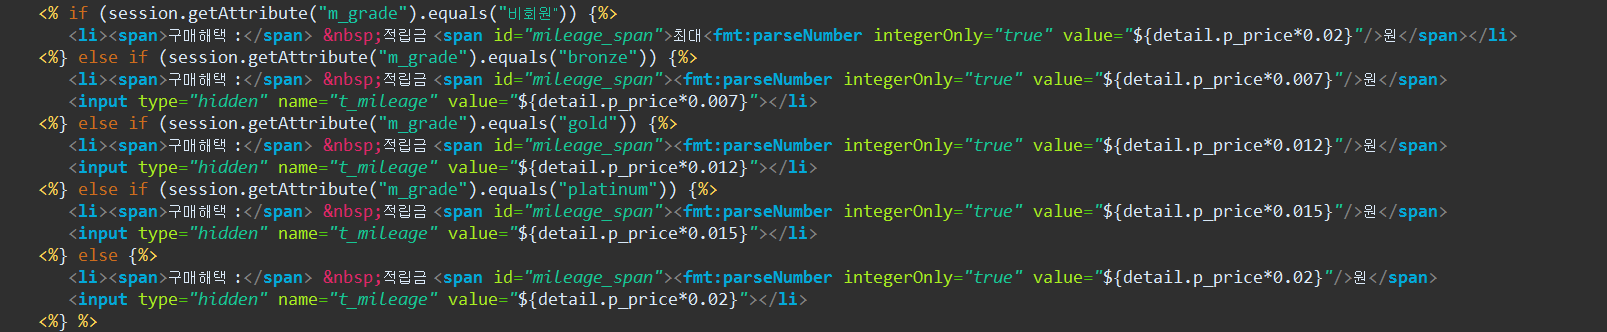 <% if (session.getAttribute("m_grade").equals("비회원")) {%>
<li><span>구매혜택 :</span> &nbsp;적립금 <span id="mileage_span">최대<fmt:parseNumber integerOnly="true" value="${detail.p_price*0.02}"/>원</span></li>
<%} else if (session.getAttribute("m_grade").equals("bronze")) {%>
<li><span>구매혜택 :</span> &nbsp;적립금 <span id="mileage_span"><fmt:parseNumber integerOnly="true" value="${detail.p_price*0.007}"/>원</span>
<input type="hidden" name="t_mileage" value="${detail.p_price*0.007}"></li>
<%} else if (session.getAttribute("m_grade").equals("gold")) {%>
<li><span>구매혜택 :</span> &nbsp;적립금 <span id="mileage_span"><fmt:parseNumber integerOnly="true" value="${detail.p_price*0.012}"/>원</span>
<input type="hidden" name="t_mileage" value="${detail.p_price*0.012}"></li>
<%} else if (session.getAttribute("m_grade").equals("platinum")) {%>
<li><span>구매혜택 :</span> &nbsp;적립금 <span id="mileage_span"><fmt:parseNumber integerOnly="true" value="${detail.p_price*0.015}"/>원</span>
<input type="hidden" name="t_mileage" value="${detail.p_price*0.015}"></li>
<%} else {%>
<li><span>구매혜택 :</span> &nbsp;적립금 <span id="mileage_span"><fmt:parseNumber integerOnly="true" value="${detail.p_price*0.02}"/>원</span>
<input type="hidden" name="t_mileage" value="${detail.p_price*0.02}"></li>
<%} %>